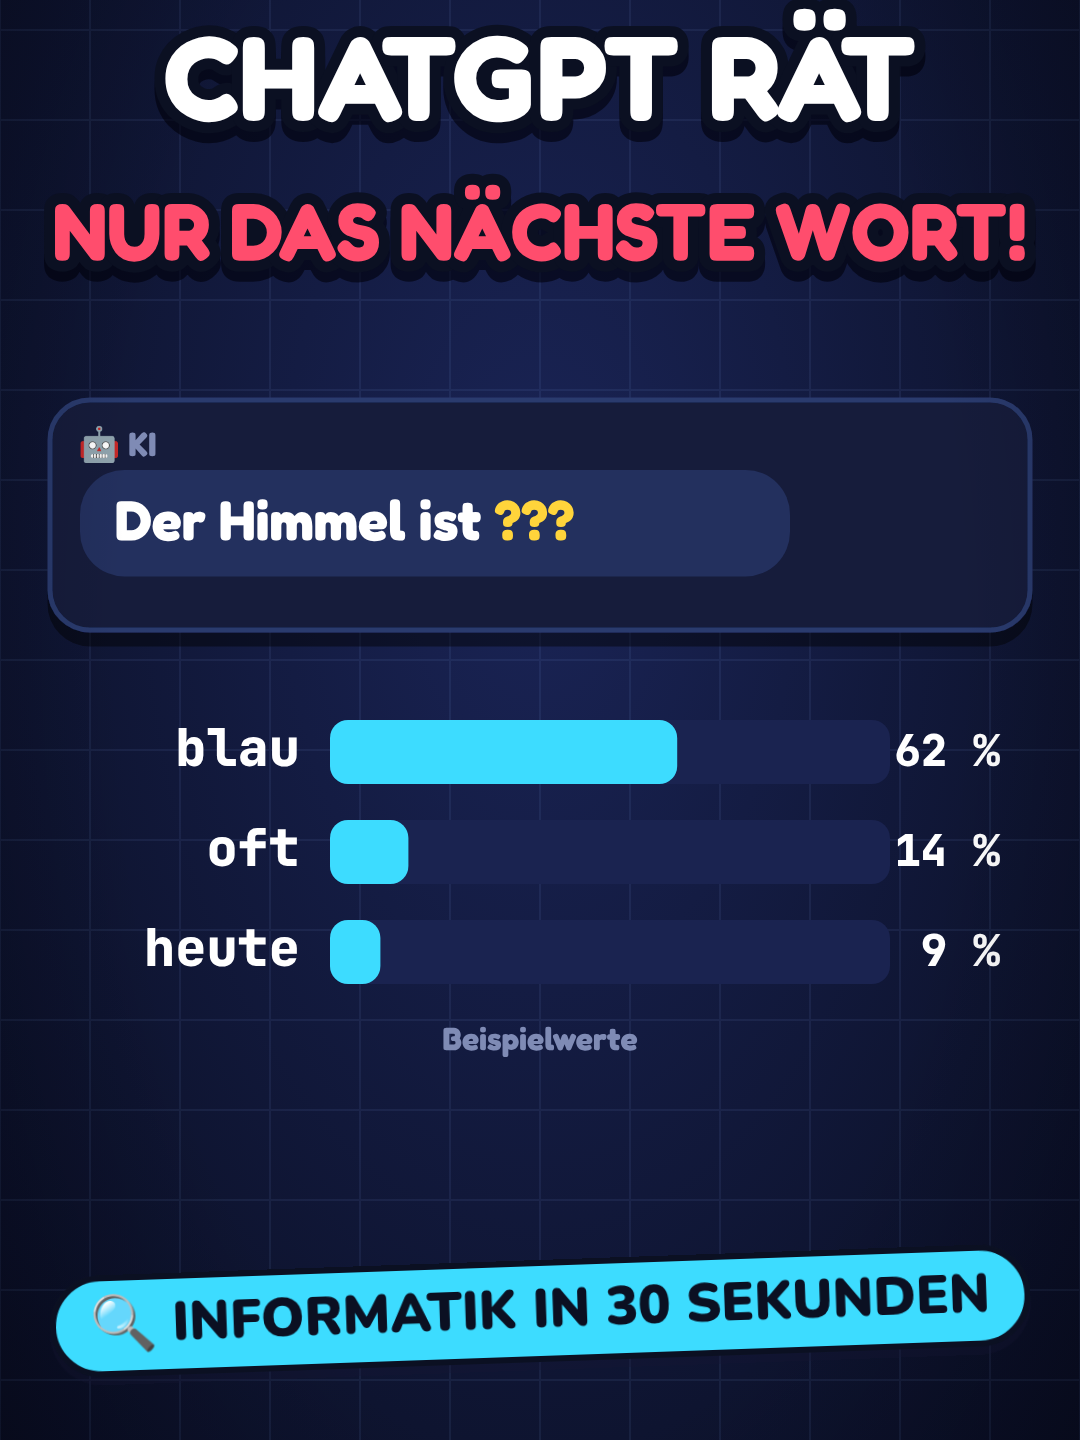 CHATGPT RÄT
NUR DAS NÄCHSTE WORT!
KI
Der Himmel ist ???
blau 62 %
oft 14 %
heute 9 %
Beispielwerte
INFORMATIK IN 30 SEKUNDEN